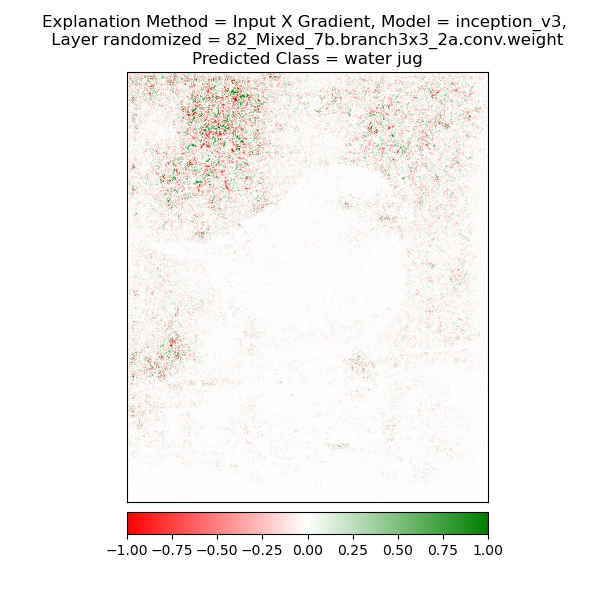 Explanation Method = Input X Gradient, Model = inception_v3,
Layer randomized = 82_Mixed_7b.branch3x3_2a.conv.weight
Predicted Class = water jug
−1.00 −0.75 −0.50 −0.25 0.00 0.25 0.50 0.75 1.00